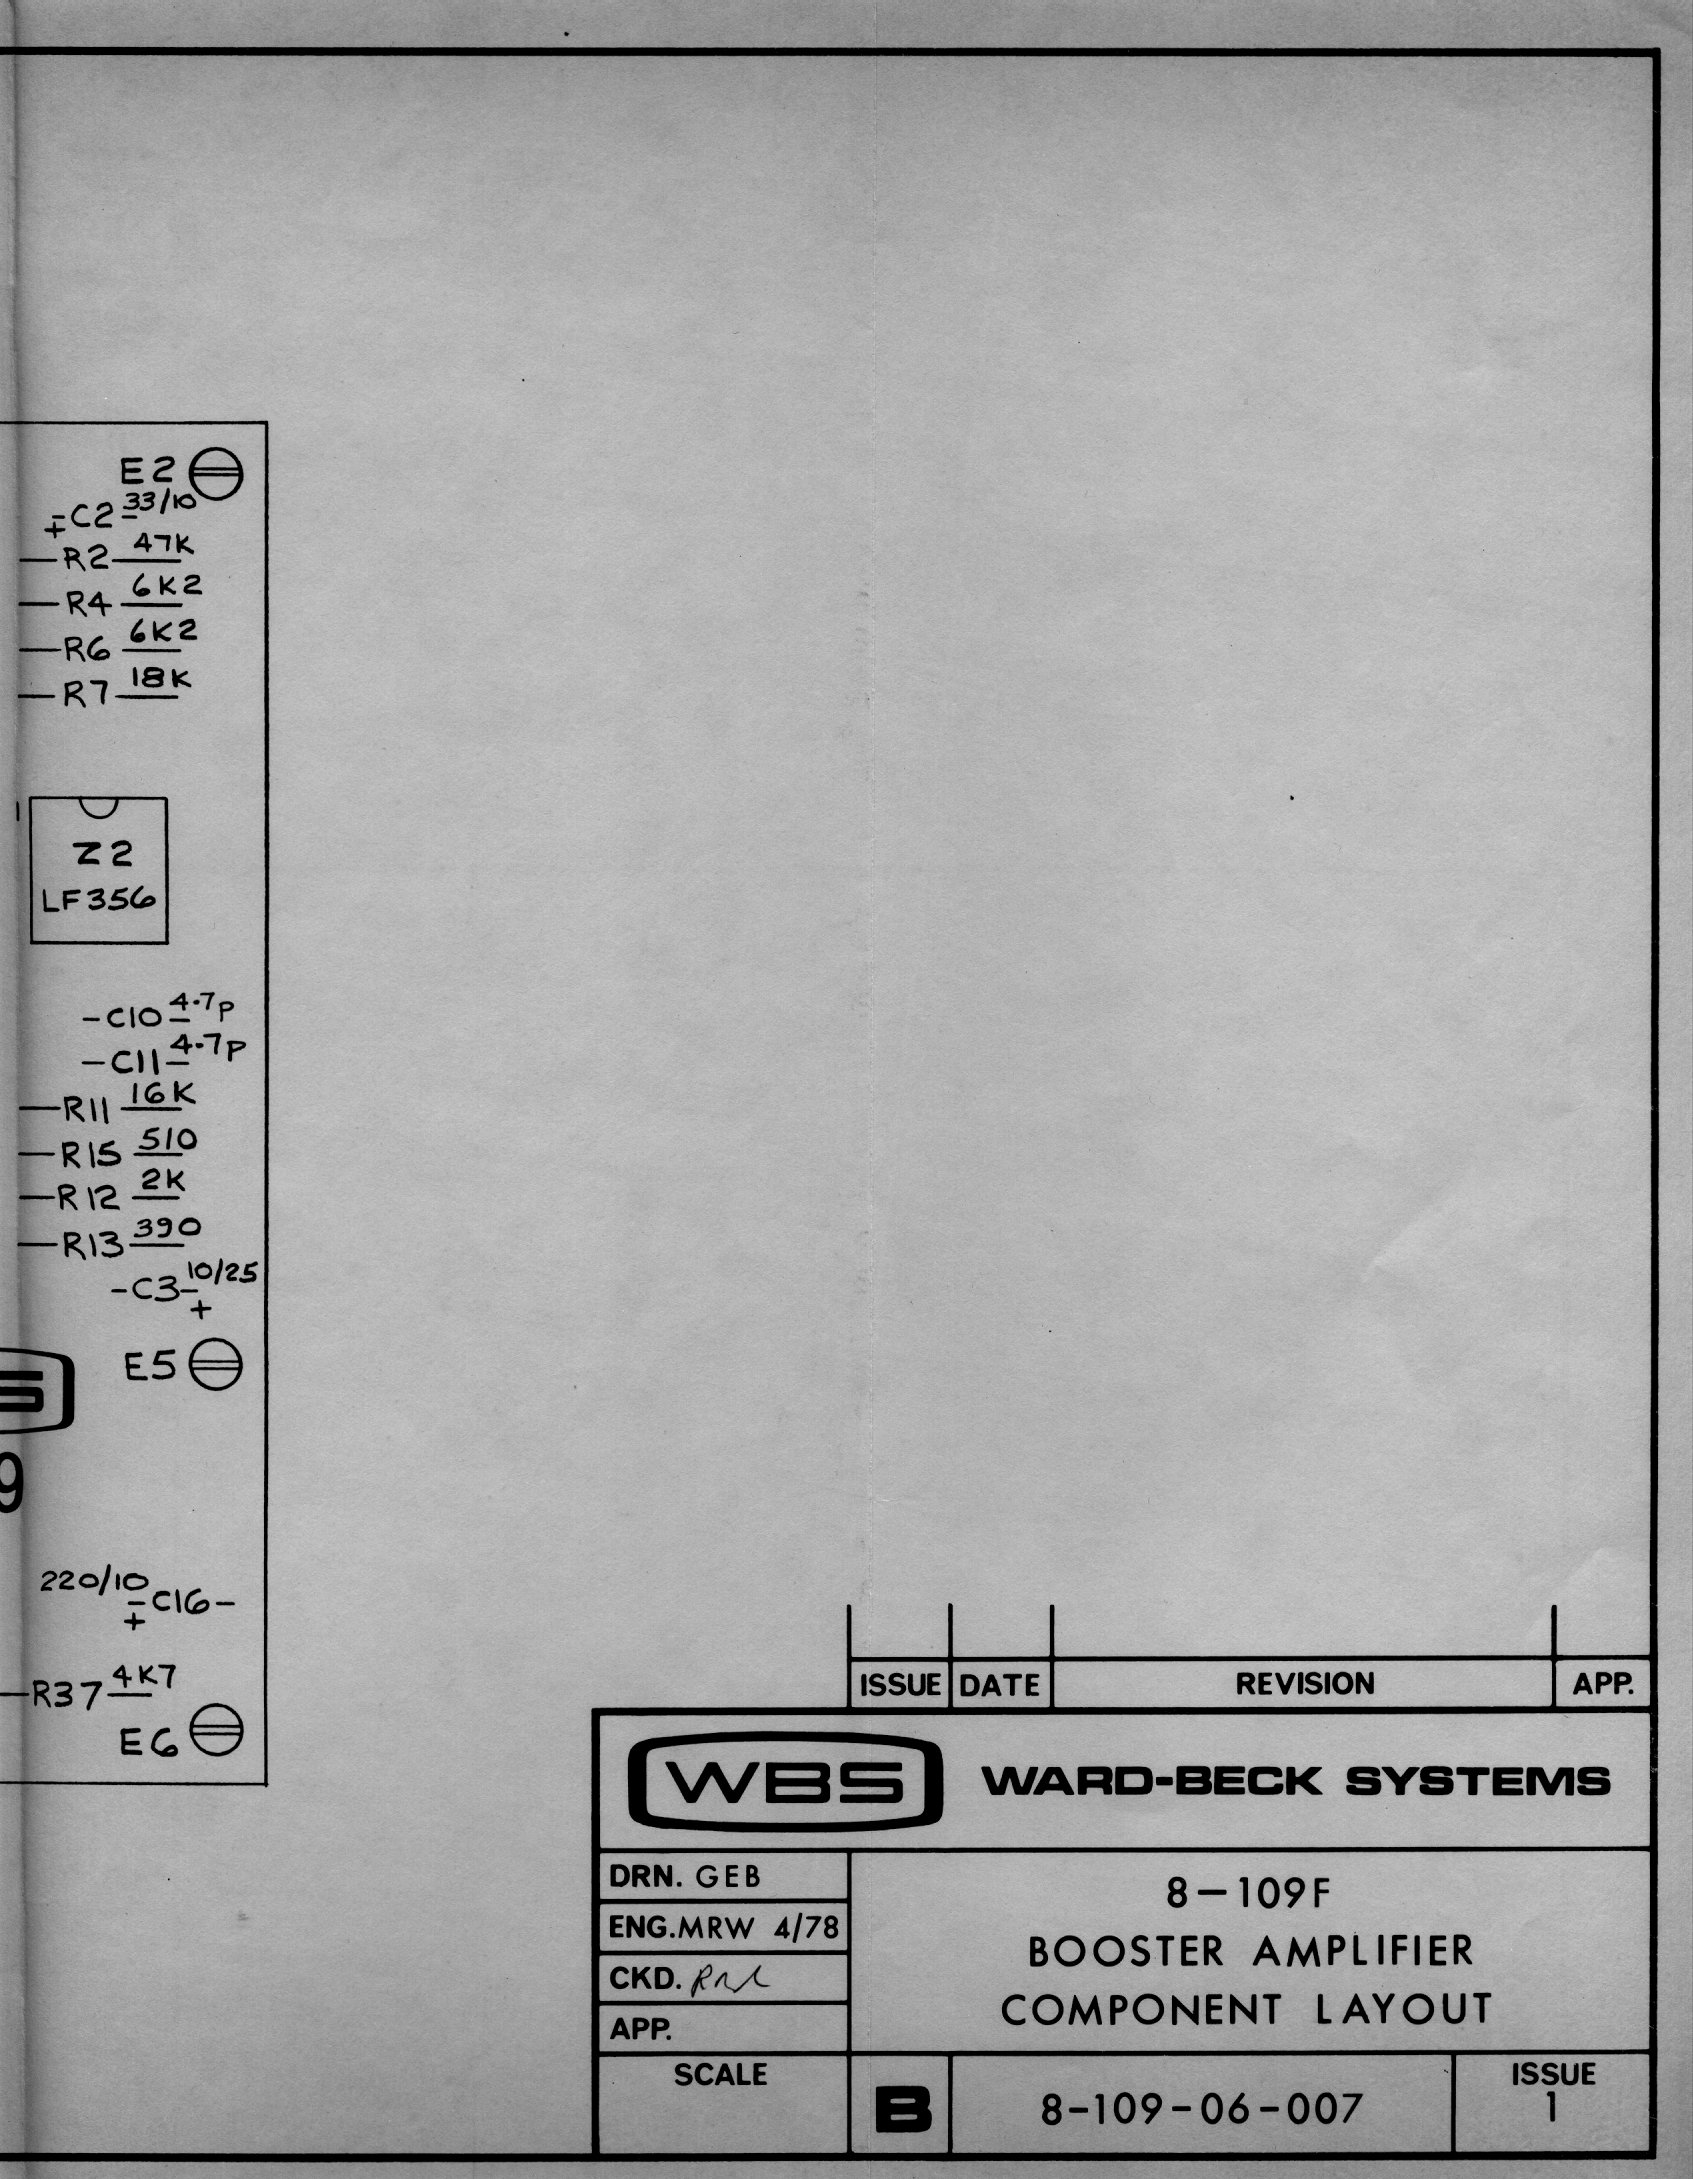 E2
+ C2 33/10
R2 47K
R4 6K2
R6 6K2
R7 18K
1
Z2
LF356
C10 4.7P
C11 4.7P
R11 16K
R15 510
R12 2K
R13 390
C3 10/25
+
E5
S
9
220/10
+ C16
R37 4K7
E6
ISSUE DATE REVISION APP.
WBS WARD-BECK SYSTEMS
DRN. GEB
ENG. MRW 4/78
CKD.
APP.
8-109F
BOOSTER AMPLIFIER
COMPONENT LAYOUT
SCALE
B
8-109-06-007
ISSUE
1